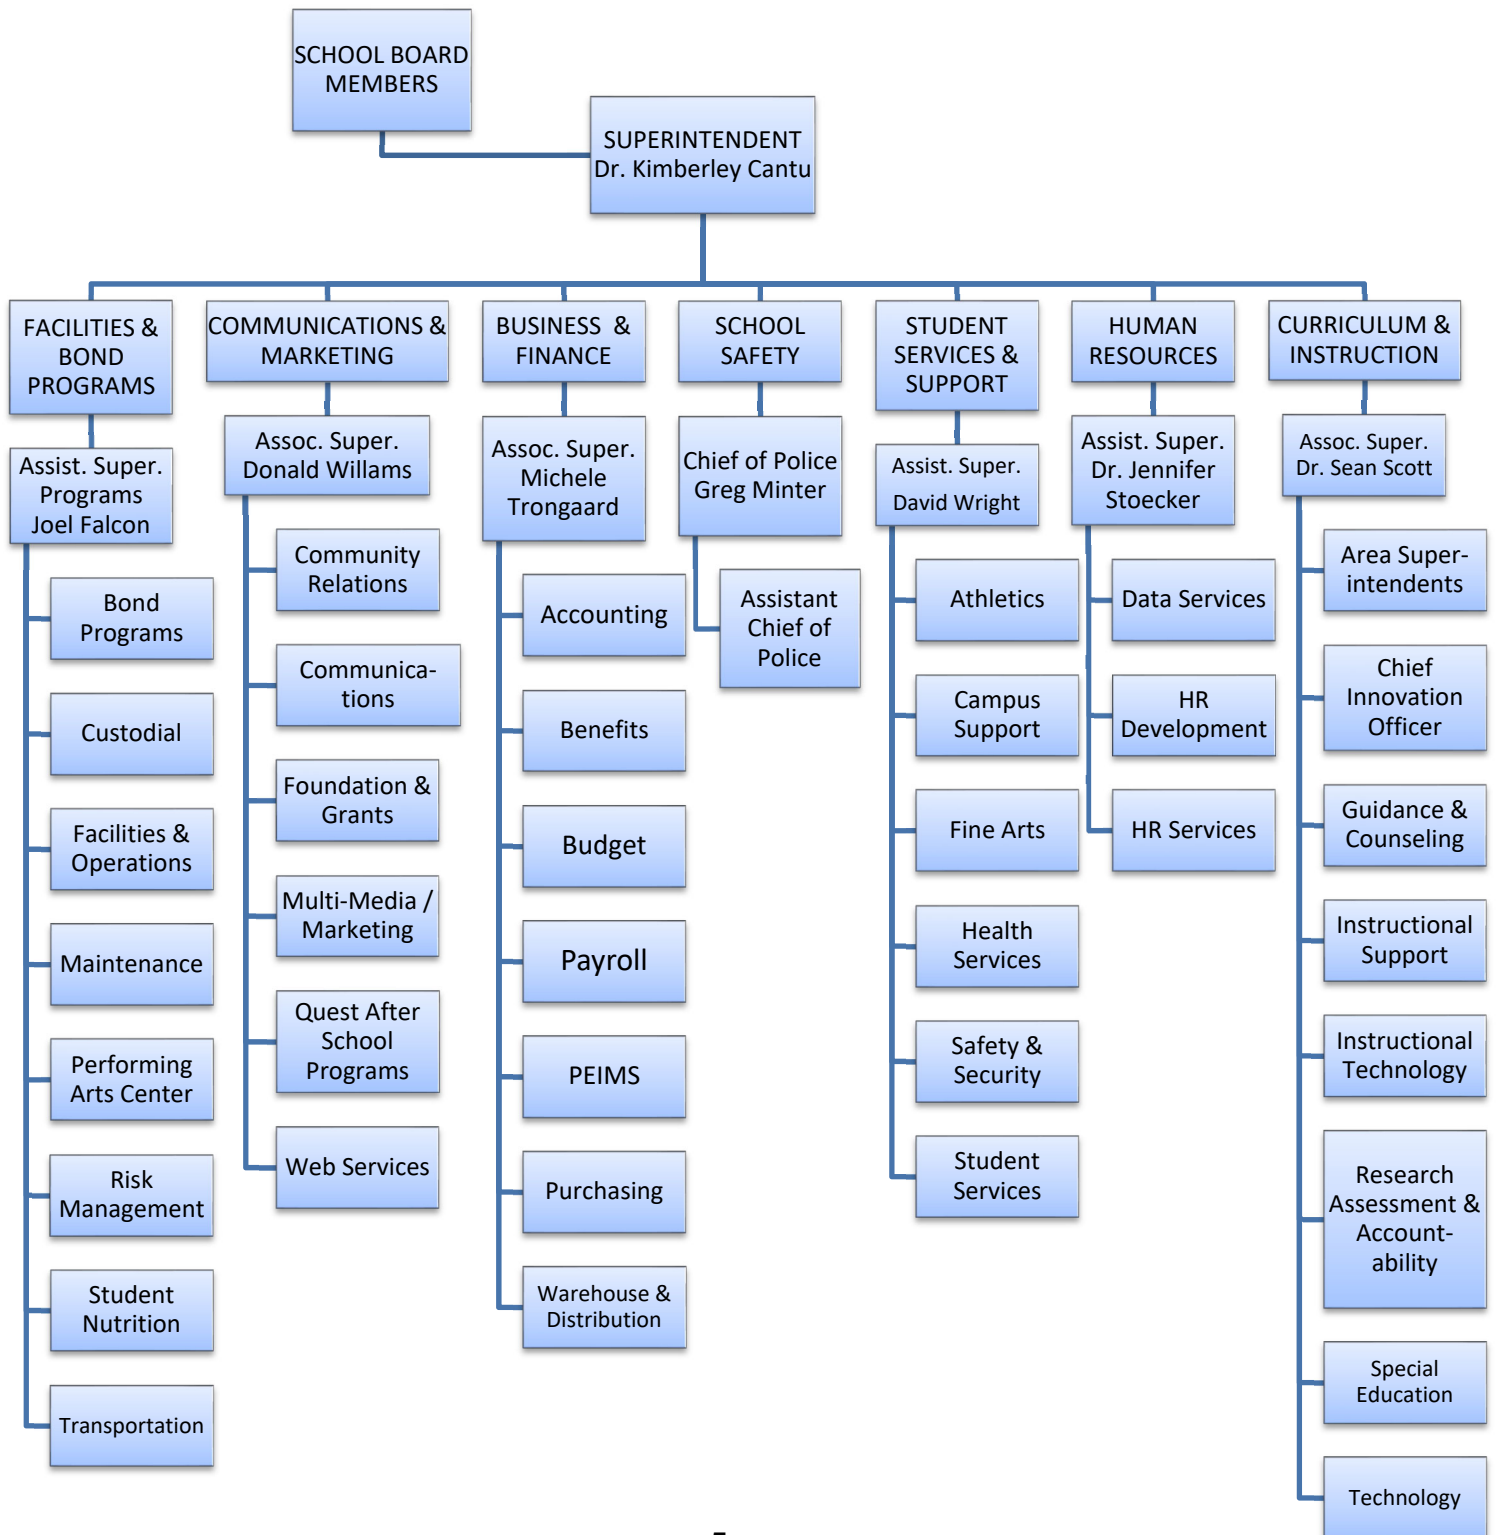 SCHOOL BOARD
MEMBERS
SUPERINTENDENT
Dr. Kimberley Cantu
FACILITIES &
BOND
PROGRAMS
Assist. Super.
Programs
Joel Falcon
Bond
Programs
Custodial
Facilities &
Operations
Maintenance
Performing
Arts Center
Risk
Management
Student
Nutrition
Transportation
COMMUNICATIONS &
MARKETING
Assoc. Super.
Donald Willams
Community
Relations
Communica-
tions
Foundation &
Grants
Multi-Media /
Marketing
Quest After
School
Programs
Web Services
BUSINESS &
FINANCE
Assoc. Super.
Michele
Trongaard
Accounting
Benefits
Budget
Payroll
PEIMS
Purchasing
Warehouse &
Distribution
SCHOOL
SAFETY
Chief of Police
Greg Minter
Assistant
Chief of
Police
STUDENT
SERVICES &
SUPPORT
Assist. Super.
David Wright
Athletics
Campus
Support
Fine Arts
Health
Services
Safety &
Security
Student
Services
HUMAN
RESOURCES
Assist. Super.
Dr. Jennifer
Stoecker
Data Services
HR
Development
HR Services
CURRICULUM &
INSTRUCTION
Assoc. Super.
Dr. Sean Scott
Area Super-
intendents
Chief
Innovation
Officer
Guidance &
Counseling
Instructional
Support
Instructional
Technology
Research
Assessment &
Account-
ability
Special
Education
Technology